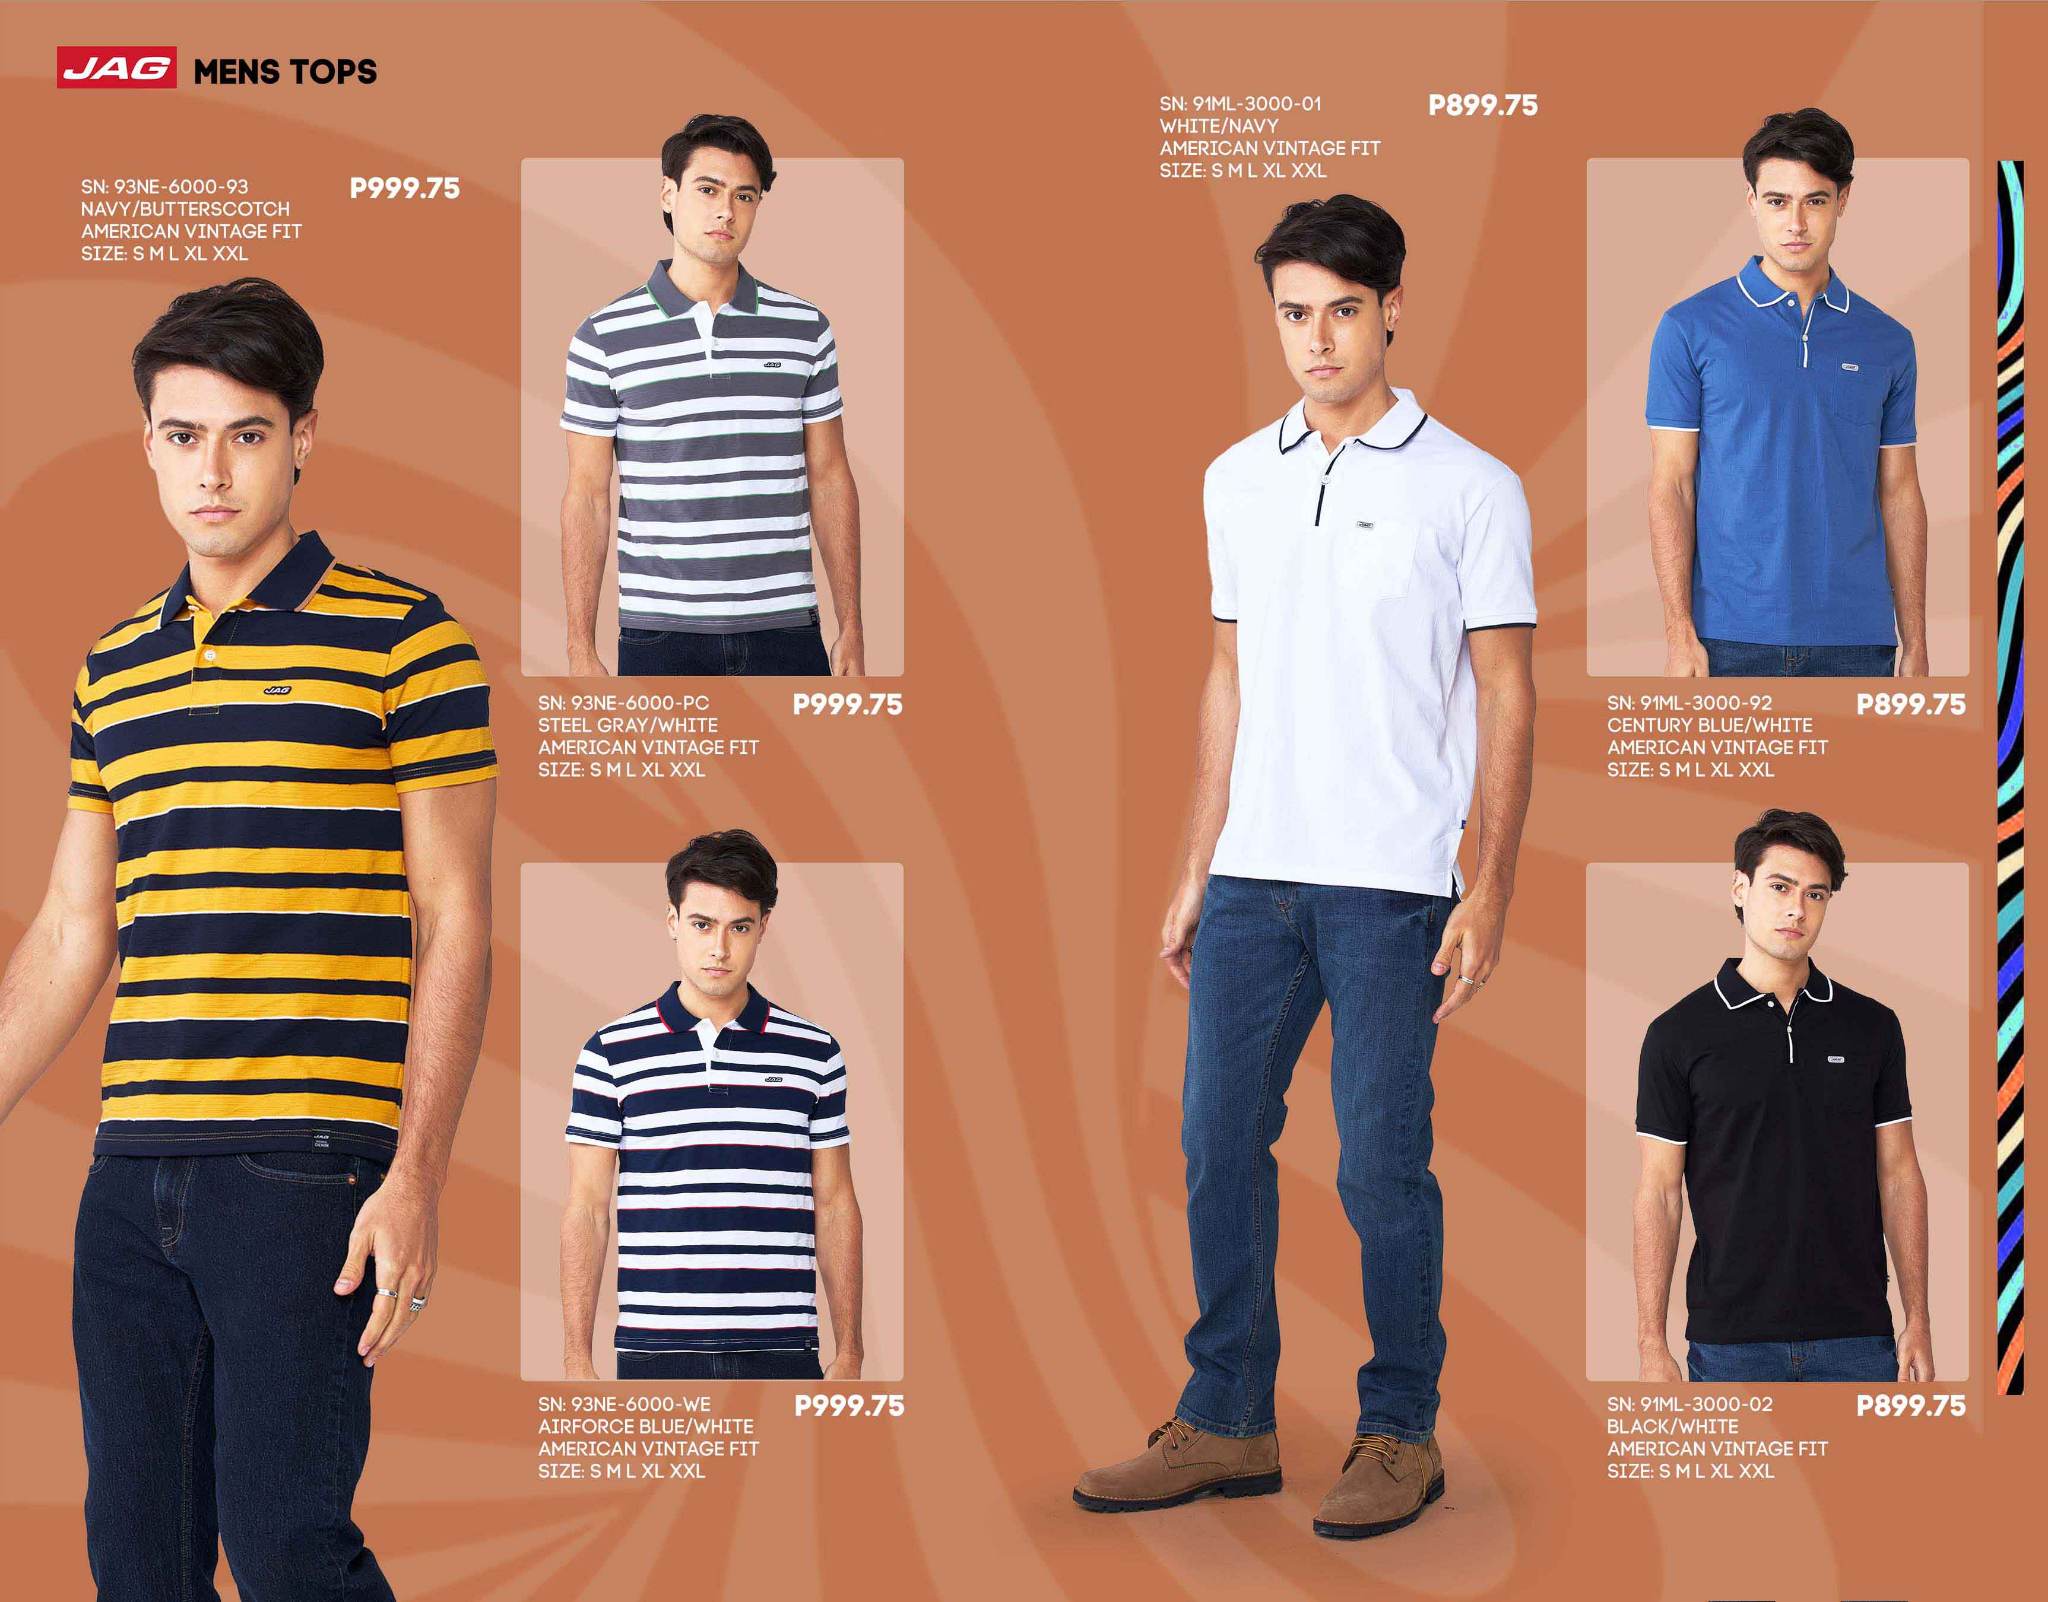 JAG MENS TOPS
SN: 93NE-6000-93
NAVY/BUTTERSCOTCH
AMERICAN VINTAGE FIT
SIZE: S M L XL XXL
P999.75
JAG
JAG
JAG
SN: 93NE-6000-PC
STEEL GRAY/WHITE
AMERICAN VINTAGE FIT
SIZE: S M L XL XXL
P999.75
JAG
SN: 93NE-6000-WE
AIRFORCE BLUE/WHITE
AMERICAN VINTAGE FIT
SIZE: S M L XL XXL
P999.75
SN: 91ML-3000-01
WHITE/NAVY
AMERICAN VINTAGE FIT
SIZE: S M L XL XXL
P899.75
SN: 91ML-3000-92
CENTURY BLUE/WHITE
AMERICAN VINTAGE FIT
SIZE: S M L XL XXL
P899.75
SN: 91ML-3000-02
BLACK/WHITE
AMERICAN VINTAGE FIT
SIZE: S M L XL XXL
P899.75